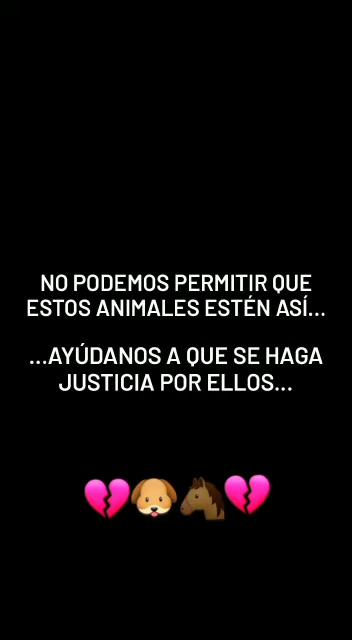 NO PODEMOS PERMITIR QUE
ESTOS ANIMALES ESTÉN ASÍ...
...AYÚDANOS A QUE SE HAGA
JUSTICIA POR ELLOS...